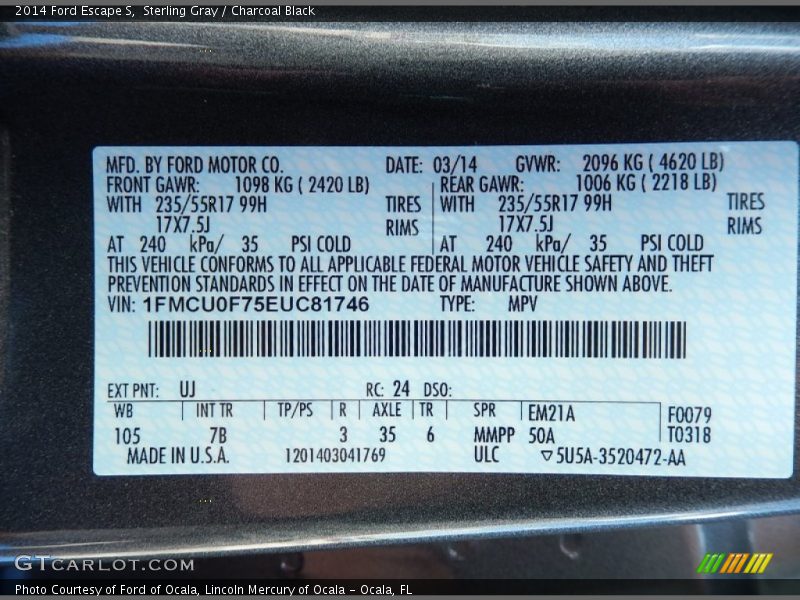 2014 Ford Escape S, Sterling Gray / Charcoal Black
MFD. BY FORD MOTOR CO. DATE: 03/14 GVWR: 2096 KG ( 4620 LB)
FRONT GAWR: 1098 KG ( 2420 LB) REAR GAWR: 1006 KG ( 2218 LB)
WITH 235/55R17 99H TIRES WITH 235/55R17 99H TIRES
17X7.5J RIMS 17X7.5J RIMS
AT 240 kPa/ 35 PSI COLD AT 240 kPa/ 35 PSI COLD
THIS VEHICLE CONFORMS TO ALL APPLICABLE FEDERAL MOTOR VEHICLE SAFETY AND THEFT
PREVENTION STANDARDS IN EFFECT ON THE DATE OF MANUFACTURE SHOWN ABOVE.
VIN: 1FMCU0F75EUC81746 TYPE: MPV
EXT PNT: UJ RC: 24 DSO:
WB INT TR TP/PS R AXLE TR SPR EM21A F0079
105 7B 3 35 6 MMPP 50A T0318
MADE IN U.S.A. 1201403041769 ULC ▽5U5A-3520472-AA
GTCARLOT.COM
Photo Courtesy of Ford of Ocala, Lincoln Mercury of Ocala - Ocala, FL